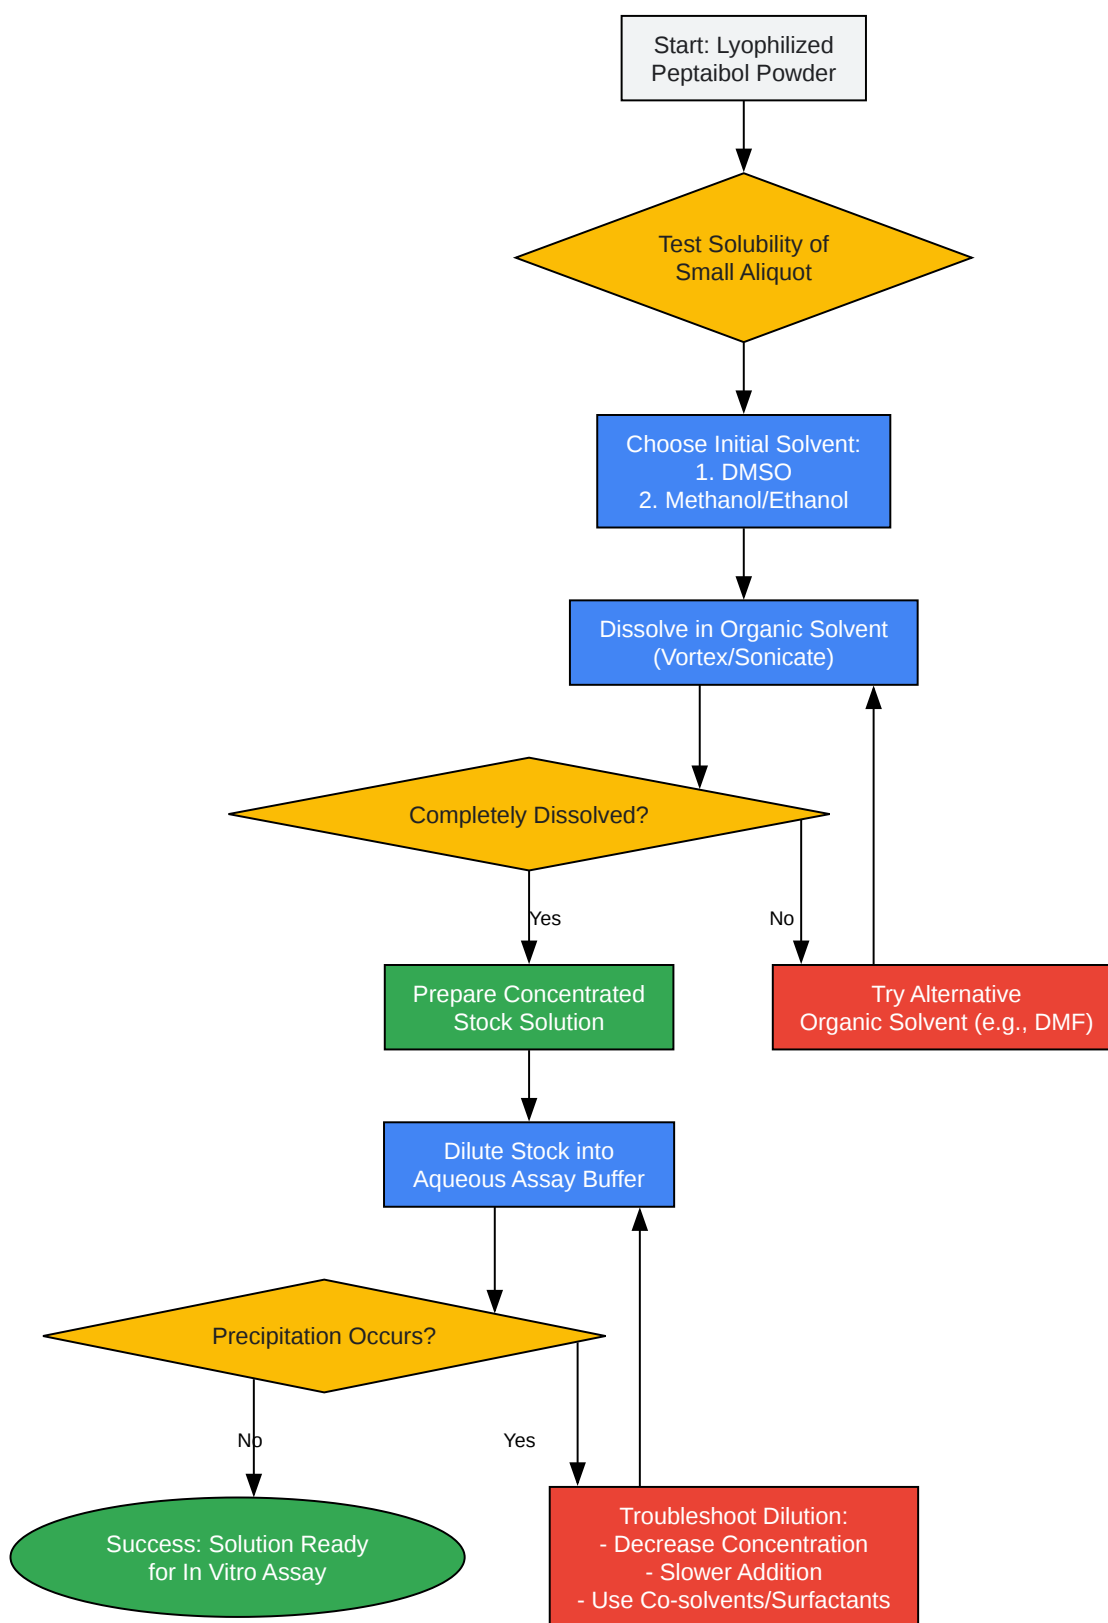 Start: Lyophilized
Peptaibol Powder
Test Solubility of
Small Aliquot
Choose Initial Solvent:
1. DMSO
2. Methanol/Ethanol
Dissolve in Organic Solvent
(Vortex/Sonicate)
Completely Dissolved?
Yes
No
Prepare Concentrated
Stock Solution
Try Alternative
Organic Solvent (e.g., DMF)
Dilute Stock into
Aqueous Assay Buffer
Precipitation Occurs?
No
Yes
Success: Solution Ready
for In Vitro Assay
Troubleshoot Dilution:
- Decrease Concentration
- Slower Addition
- Use Co-solvents/Surfactants